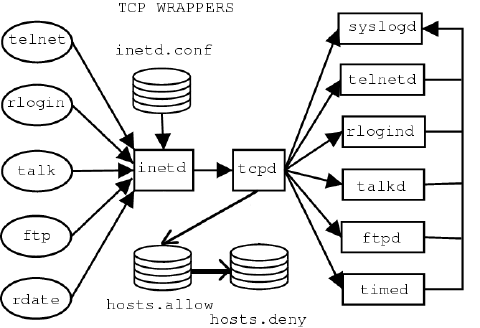 TCP WRAPPERS
telnet
rlogin
talk
ftp
rdate
inetd.conf
inetd
tcpd
hosts.allow
hosts.deny
syslogd
telnetd
rlogind
talkd
ftpd
timed